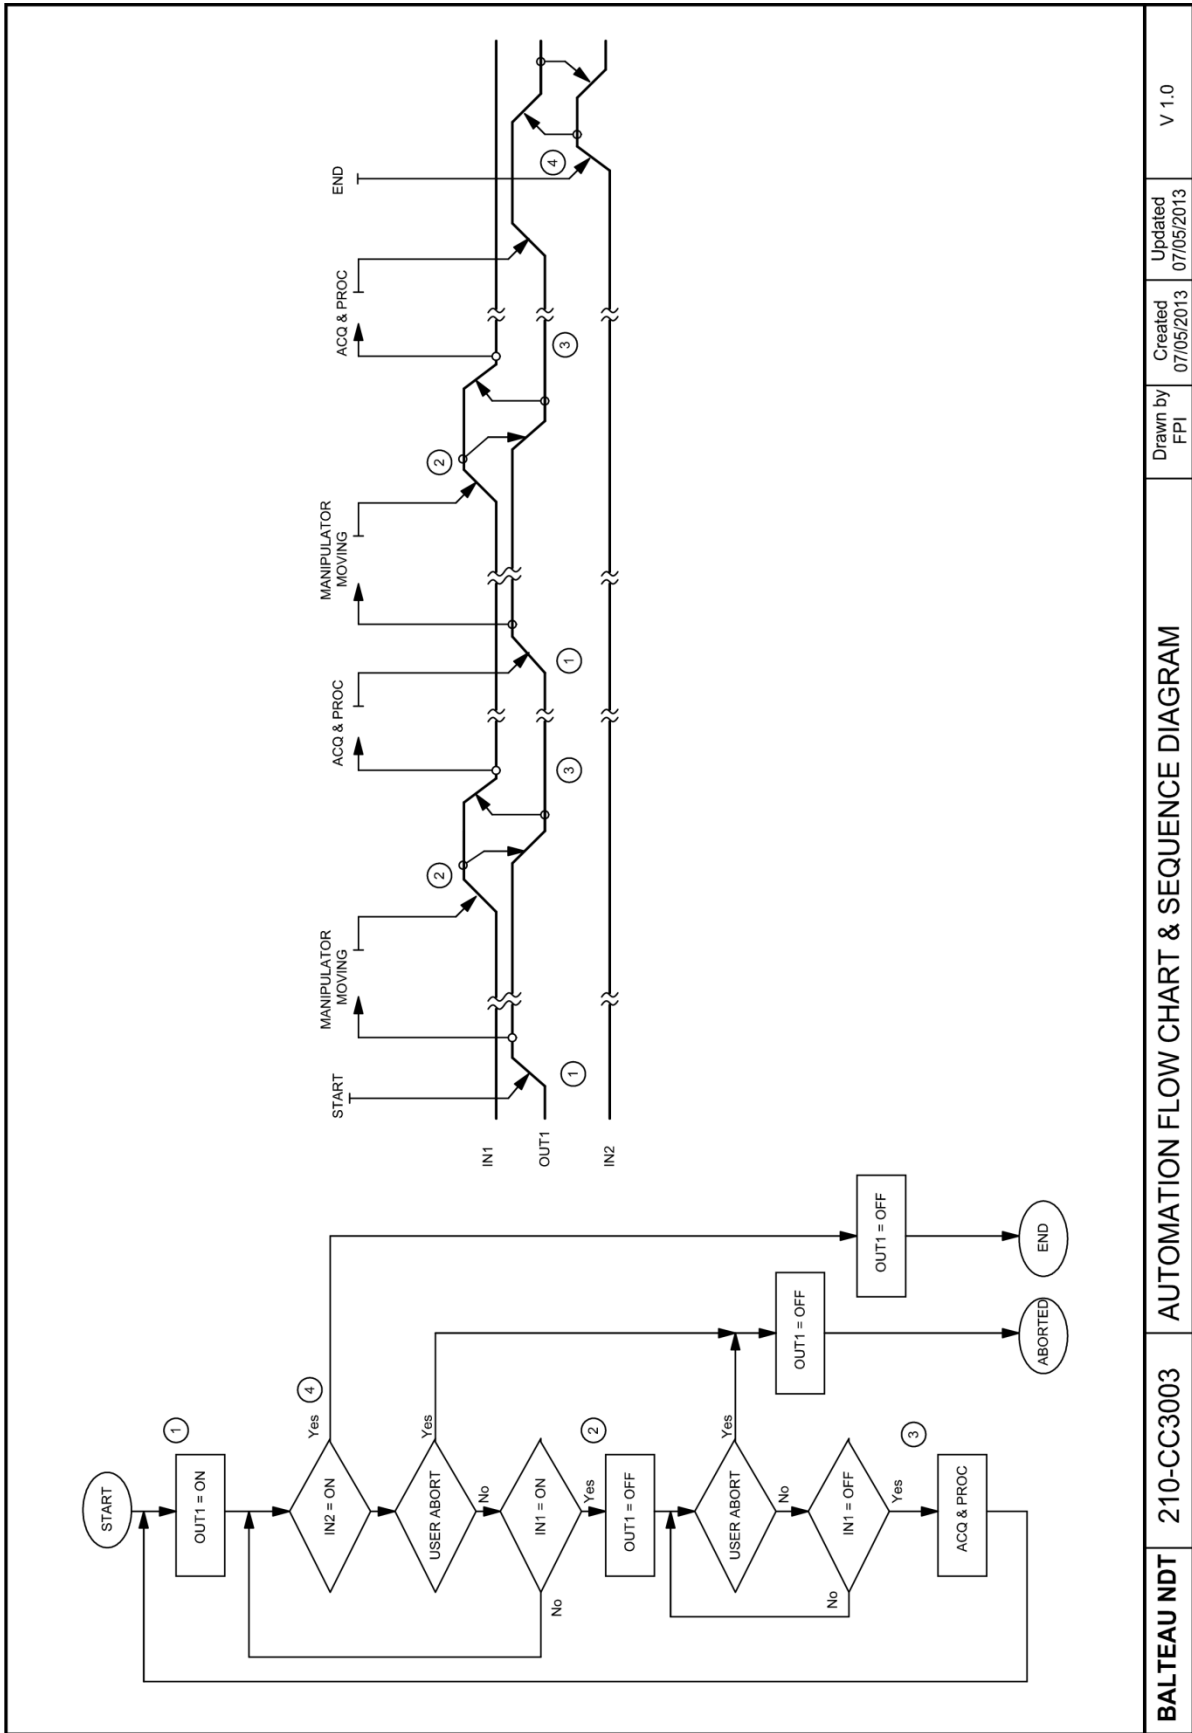 START
1
OUT1 = ON
IN2 = ON
Yes
4
USER ABORT
Yes
No
IN1 = ON
No
Yes
2
OUT1 = OFF
USER ABORT
Yes
No
IN1 = OFF
No
Yes
3
ACQ & PROC
OUT1 = OFF
ABORTED
OUT1 = OFF
END
START
MANIPULATOR
MOVING
ACQ & PROC
MANIPULATOR
MOVING
ACQ & PROC
END
IN1
OUT1
IN2
1
2
3
1
2
3
4
BALTEAU NDT
210-CC3003
AUTOMATION FLOW CHART & SEQUENCE DIAGRAM
Drawn by
FPI
Created
07/05/2013
Updated
07/05/2013
V 1.0